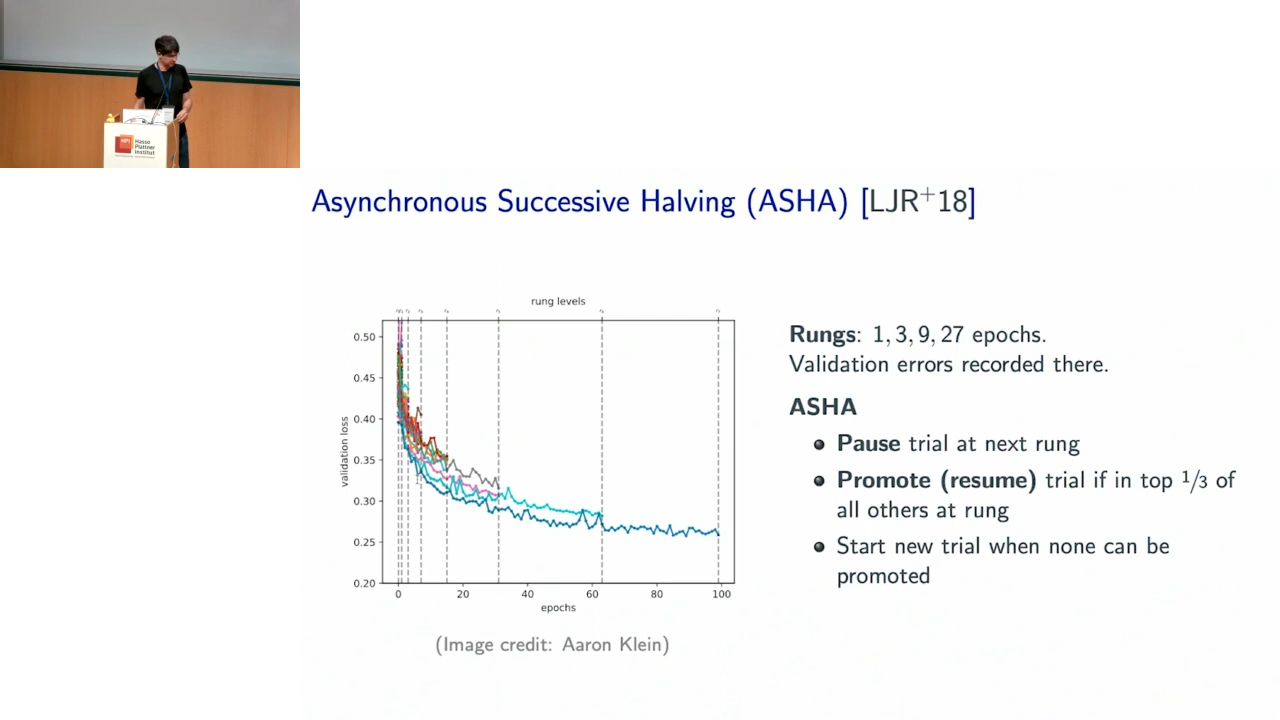 HPI
Hasso
Plattner
Institut
Asynchronous Successive Halving (ASHA) [LJR+18]
rung levels
0.50
0.45
0.40
0.35
0.30
0.25
0.20
validation loss
0 20 40 60 80 100
epochs
(Image credit: Aaron Klein)
Rungs: 1, 3, 9, 27 epochs.
Validation errors recorded there.
ASHA
Pause trial at next rung
Promote (resume) trial if in top 1/3 of
all others at rung
Start new trial when none can be
promoted